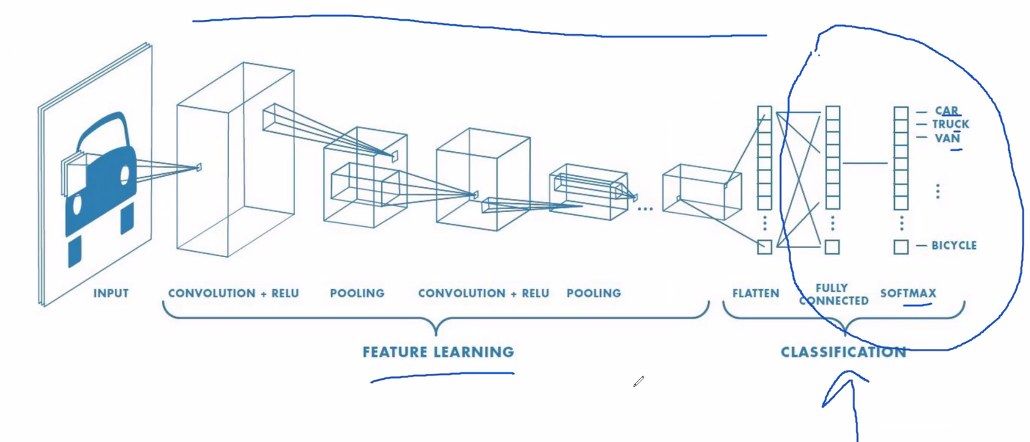 CAR
TRUCK
VAN
BICYCLE
INPUT
CONVOLUTION + RELU
POOLING
CONVOLUTION + RELU
POOLING
FLATTEN
FULLY
CONNECTED
SOFTMAX
FEATURE LEARNING
CLASSIFICATION